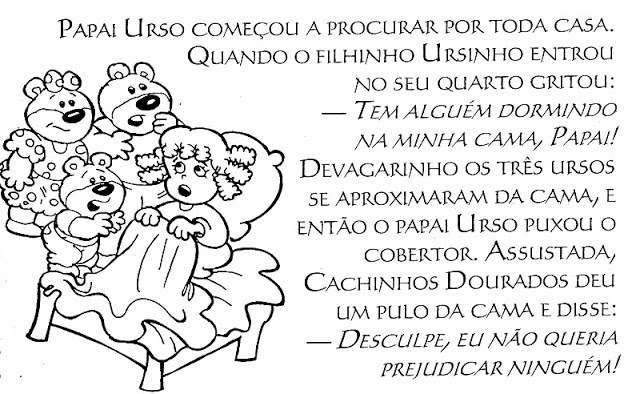 Papai Urso começou a procurar por toda casa.
Quando o filhinho Ursinho entrou
no seu quarto gritou:
— Tem alguém dormindo
na minha cama, Papai!
Devagarinho os três ursos
se aproximaram da cama, e
então o papai Urso puxou o
cobertor. Assustada,
Cachinhos Dourados deu
um pulo da cama e disse:
— Desculpe, eu não queria
prejudicar ninguém!